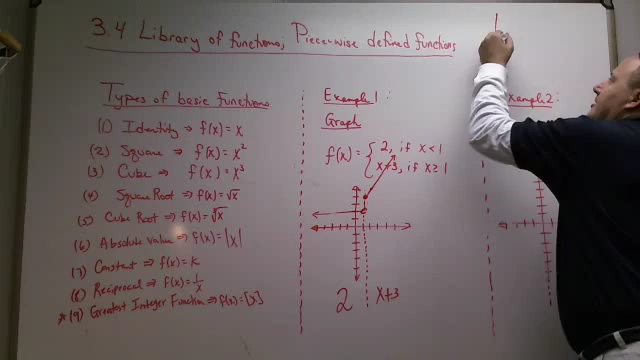 3.4 Library of functions; Piece-wise defined functions
Types of basic Functions
(1) Identity ⇒ f(x) = x
(2) Square ⇒ f(x) = x²
(3) Cube ⇒ f(x) = x³
(4) Square Root ⇒ f(x) = √x
(5) Cube Root ⇒ f(x) = ∛x
(6) Absolute Value ⇒ f(x) = |x|
(7) Constant ⇒ f(x) = K
(8) Reciprocal ⇒ f(x) = 1/x
*(9) Greatest Integer Function ⇒ f(x) = [x]
Example 1:
Graph
f(x) = { 2, if x < 1
x+3, if x ≥ 1
2 x+3
Example 2: